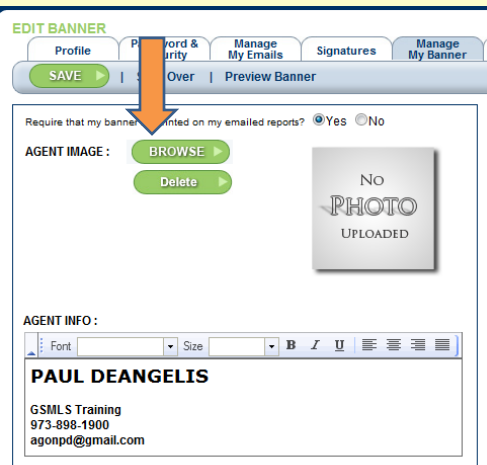 EDIT BANNER
Profile
Manage My Emails
Signatures
Manage My Banner
SAVE | Over | Preview Banner
Require that my banner nted on my emailed reports? Yes No
AGENT IMAGE : BROWSE
Delete
NO
PHOTO
UPLOADED
AGENT INFO :
Font Size B I U
PAUL DEANGELIS
GSMLS Training
973-898-1900
agonpd@gmail.com